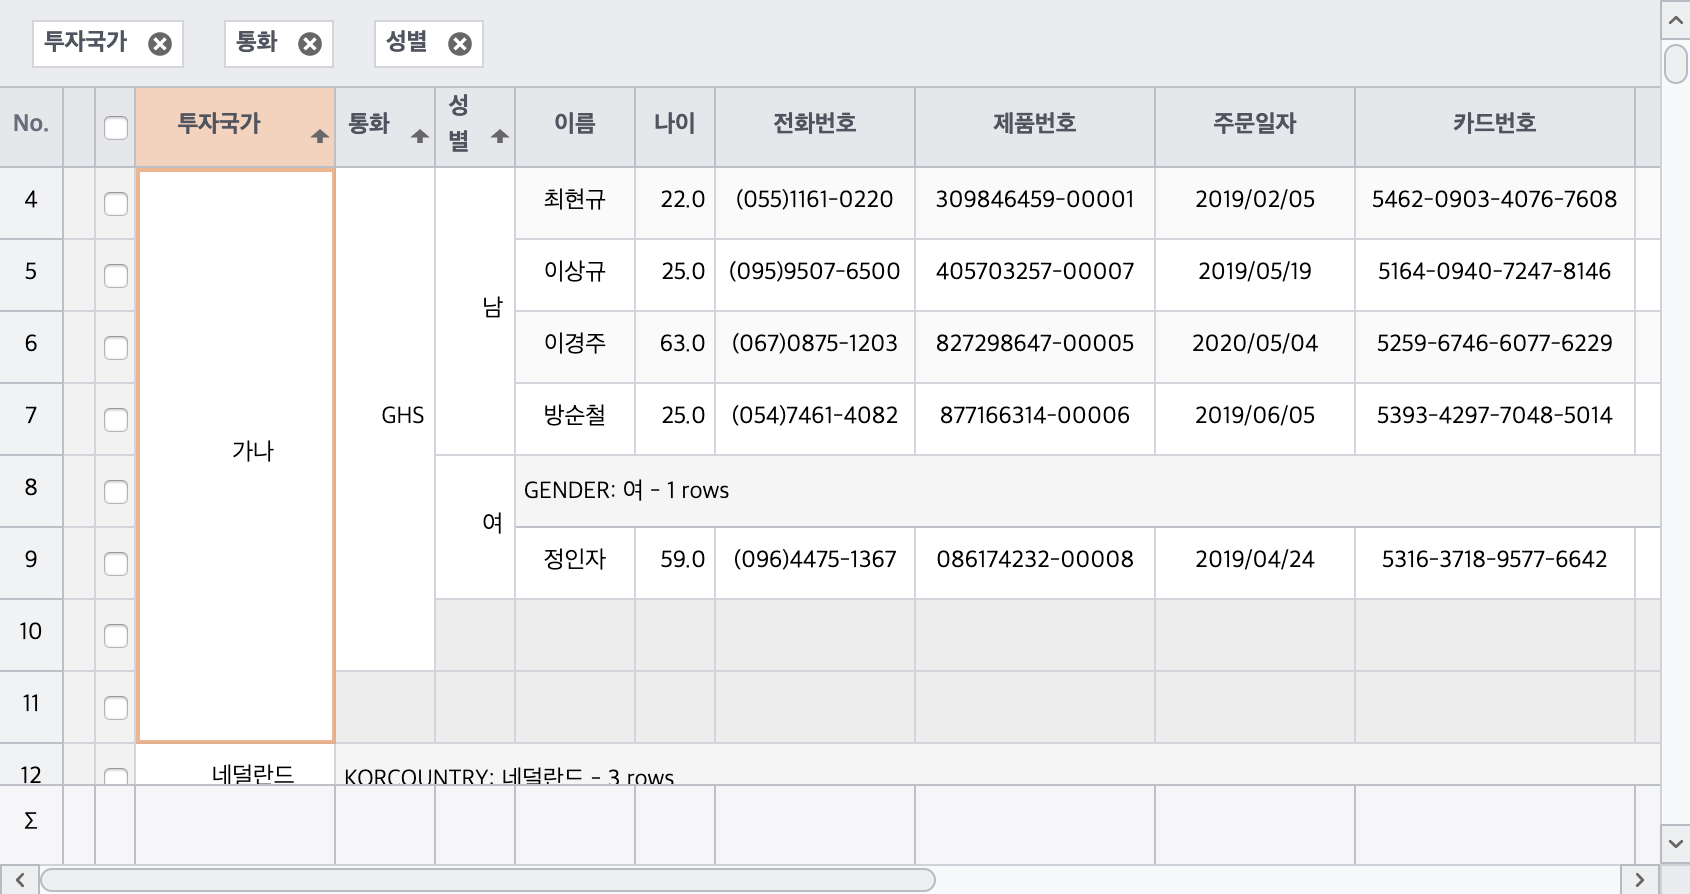 투자국가 통화 성별
No. 투자국가 통화 성별 이름 나이 전화번호 제품번호 주문일자 카드번호
4 최현규 22.0 (055)1161-0220 309846459-00001 2019/02/05 5462-0903-4076-7608
5 이상규 25.0 (095)9507-6500 405703257-00007 2019/05/19 5164-0940-7247-8146
남
6 이경주 63.0 (067)0875-1203 827298647-00005 2020/05/04 5259-6746-6077-6229
7 GHS 방순철 25.0 (054)7461-4082 877166314-00006 2019/06/05 5393-4297-7048-5014
가나
8 GENDER: 여 - 1 rows
여
9 정인자 59.0 (096)4475-1367 086174232-00008 2019/04/24 5316-3718-9577-6642
10
11
12 네덜란드 KORCOUNTRY: 네덜란드 - 3 rows
Σ